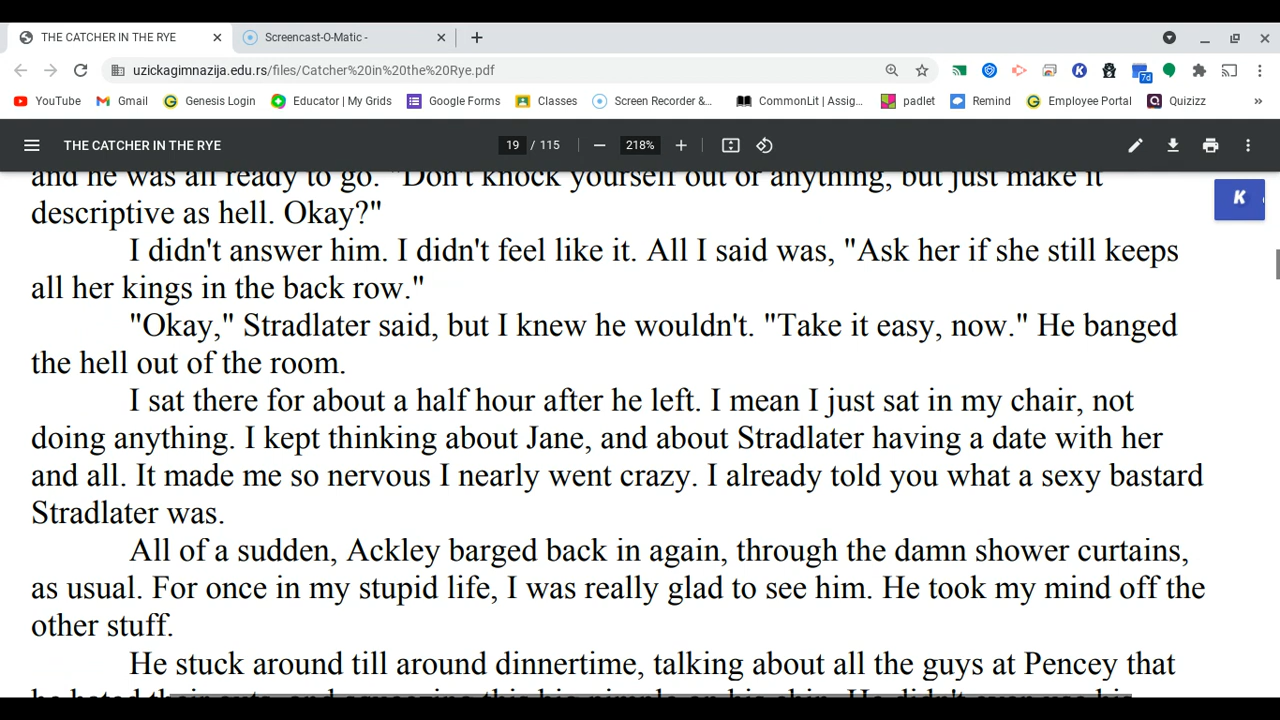 THE CATCHER IN THE RYE
Screencast-O-Matic -
uzickagimnazija.edu.rs/files/Catcher%20in%20the%20Rye.pdf
7d
YouTube Gmail Genesis Login Educator | My Grids Google Forms Classes Screen Recorder &... CommonLit | Assig... padlet Remind Employee Portal Quizizz »
THE CATCHER IN THE RYE 19 / 115 218%
K
and he was all ready to go. "Don't knock yourself out or anything, but just make it
descriptive as hell. Okay?"
I didn't answer him. I didn't feel like it. All I said was, "Ask her if she still keeps
all her kings in the back row."
"Okay," Stradlater said, but I knew he wouldn't. "Take it easy, now." He banged
the hell out of the room.
I sat there for about a half hour after he left. I mean I just sat in my chair, not
doing anything. I kept thinking about Jane, and about Stradlater having a date with her
and all. It made me so nervous I nearly went crazy. I already told you what a sexy bastard
Stradlater was.
All of a sudden, Ackley barged back in again, through the damn shower curtains,
as usual. For once in my stupid life, I was really glad to see him. He took my mind off the
other stuff.
He stuck around till around dinnertime, talking about all the guys at Pencey that